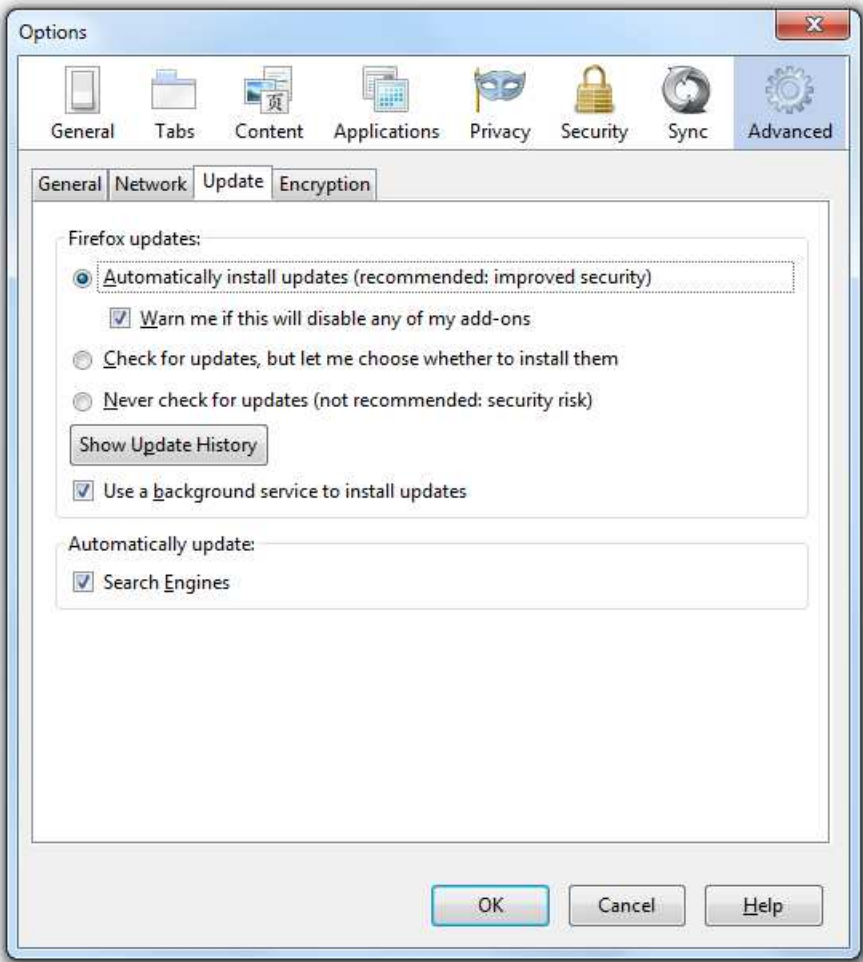 Options
General Tabs Content Applications Privacy Security Sync Advanced
General Network Update Encryption
Firefox updates:
Automatically install updates (recommended: improved security)
Warn me if this will disable any of my add-ons
Check for updates, but let me choose whether to install them
Never check for updates (not recommended: security risk)
Show Update History
Use a background service to install updates
Automatically update:
Search Engines
OK Cancel Help